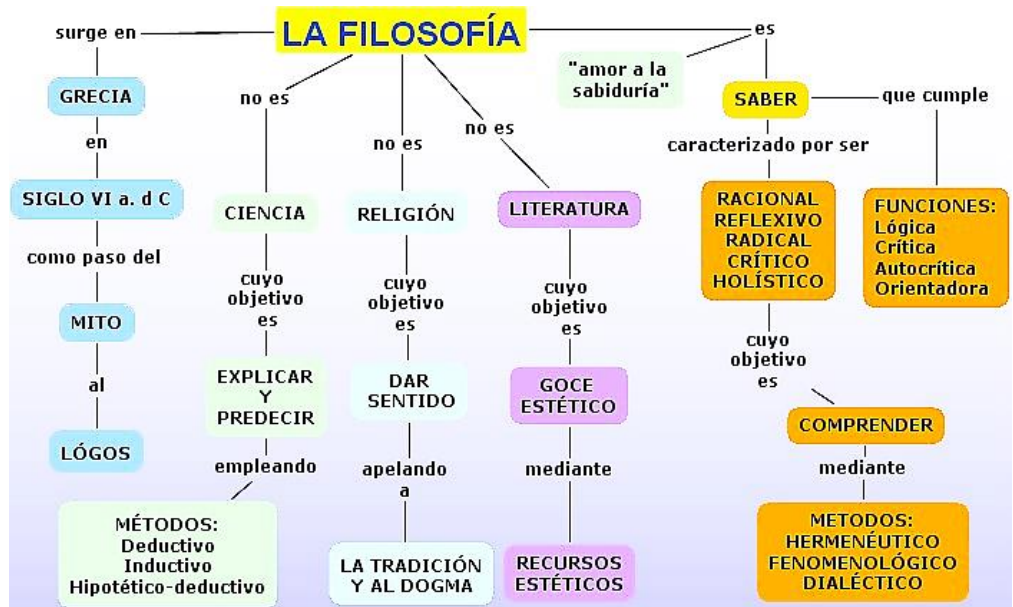 LA FILOSOFÍA
surge en
GRECIA
en
SIGLO VI a. d C
como paso del
MITO
al
LÓGOS
no es
CIENCIA
cuyo
objetivo
es
EXPLICAR
Y
PREDECIR
empleando
MÉTODOS:
Deductivo
Inductivo
Hipotético-deductivo
no es
RELIGIÓN
cuyo
objetivo
es
DAR
SENTIDO
apelando
a
LA TRADICIÓN
Y AL DOGMA
no es
LITERATURA
cuyo
objetivo
es
GOCE
ESTÉTICO
mediante
RECURSOS
ESTÉTICOS
es
"amor a la
sabiduría"
SABER
caracterizado por ser
RACIONAL
REFLEXIVO
RADICAL
CRÍTICO
HOLÍSTICO
cuyo
objetivo
es
COMPRENDER
mediante
METODOS:
HERMENÉUTICO
FENOMENOLÓGICO
DIALÉCTICO
que cumple
FUNCIONES:
Lógica
Crítica
Autocrítica
Orientadora